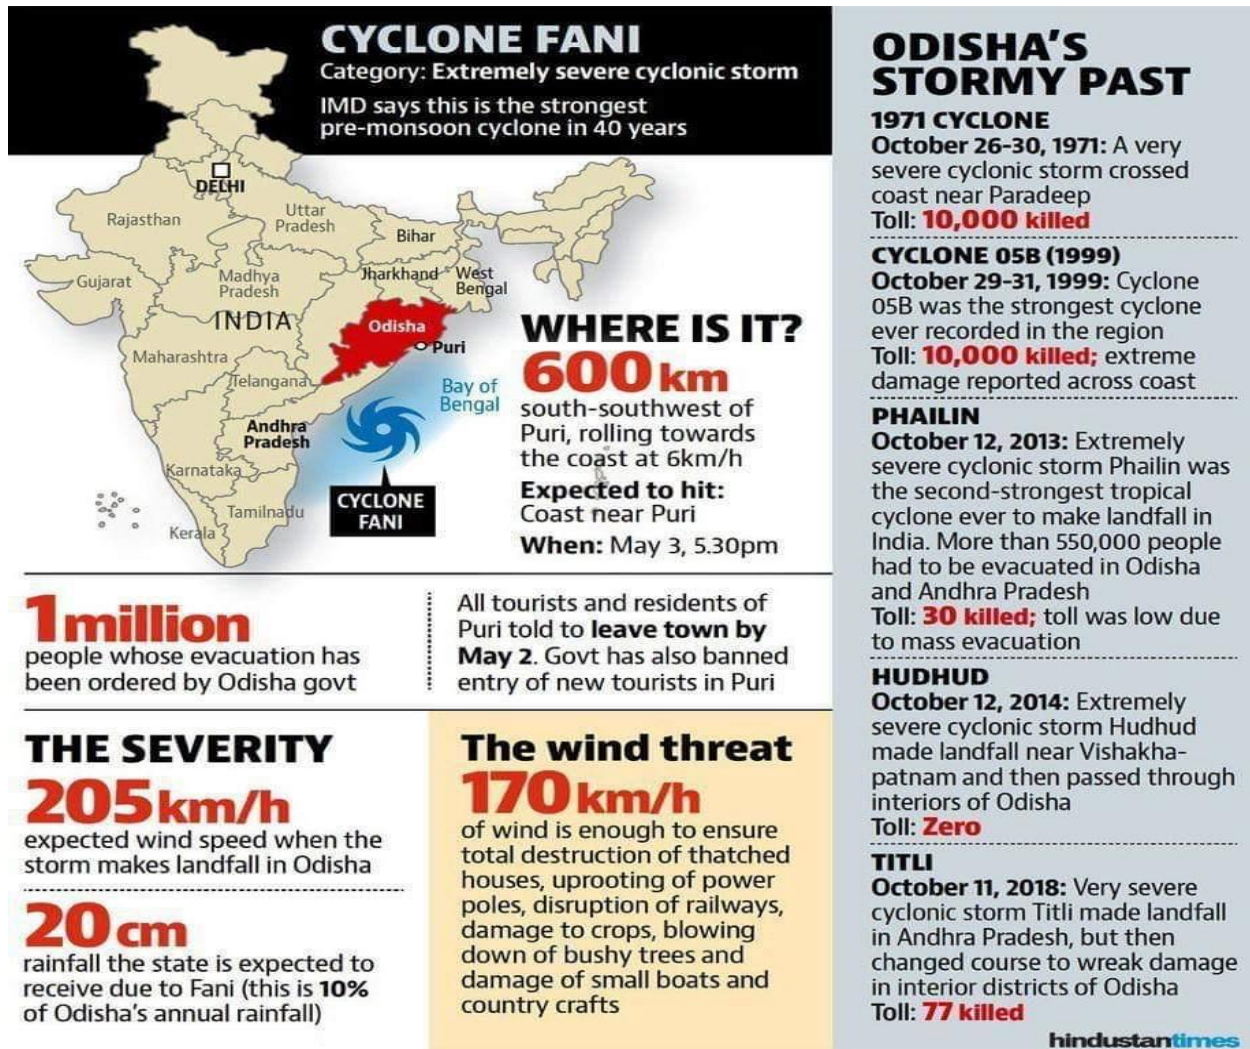 CYCLONE FANI
Category: Extremely severe cyclonic storm
IMD says this is the strongest
pre-monsoon cyclone in 40 years
DELHI
Rajasthan
Uttar
Pradesh
Bihar
Gujarat
Madhya
Pradesh
Jharkhand
West
Bengal
INDIA
Odisha
Puri
Maharashtra
Telangana
Bay of
Bengal
Andhra
Pradesh
Karnataka
Tamilnadu
Kerala
CYCLONE
FANI
WHERE IS IT?
600 km
south-southwest of
Puri, rolling towards
the coast at 6km/h
Expected to hit:
Coast near Puri
When: May 3, 5.30pm
1 million
people whose evacuation has
been ordered by Odisha govt
All tourists and residents of
Puri told to leave town by
May 2. Govt has also banned
entry of new tourists in Puri
THE SEVERITY
205 km/h
expected wind speed when the
storm makes landfall in Odisha
20 cm
rainfall the state is expected to
receive due to Fani (this is 10%
of Odisha's annual rainfall)
The wind threat
170 km/h
of wind is enough to ensure
total destruction of thatched
houses, uprooting of power
poles, disruption of railways,
damage to crops, blowing
down of bushy trees and
damage of small boats and
country crafts
ODISHA'S
STORMY PAST
1971 CYCLONE
October 26-30, 1971: A very
severe cyclonic storm crossed
coast near Paradeep
Toll: 10,000 killed
CYCLONE 05B (1999)
October 29-31, 1999: Cyclone
05B was the strongest cyclone
ever recorded in the region
Toll: 10,000 killed; extreme
damage reported across coast
PHAILIN
October 12, 2013: Extremely
severe cyclonic storm Phailin was
the second-strongest tropical
cyclone ever to make landfall in
India. More than 550,000 people
had to be evacuated in Odisha
and Andhra Pradesh
Toll: 30 killed; toll was low due
to mass evacuation
HUDHUD
October 12, 2014: Extremely
severe cyclonic storm Hudhud
made landfall near Vishakha-
patnam and then passed through
interiors of Odisha
Toll: Zero
TITLI
October 11, 2018: Very severe
cyclonic storm Titli made landfall
in Andhra Pradesh, but then
changed course to wreak damage
in interior districts of Odisha
Toll: 77 killed
hindustantimes